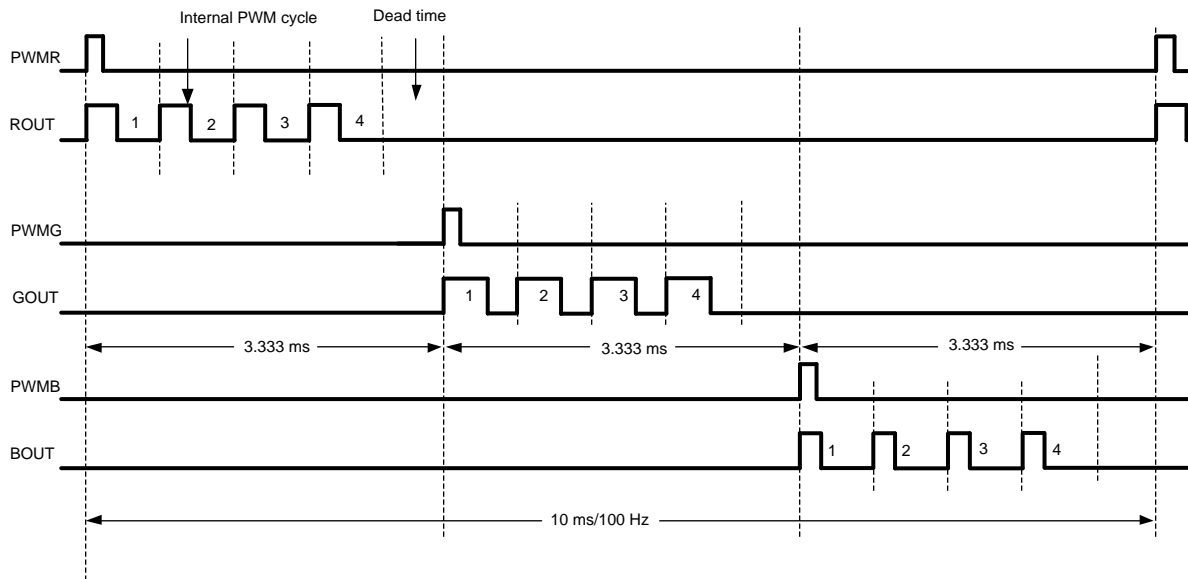 Internal PWM cycle
Dead time
PWMR
ROUT
1
2
3
4
PWMG
GOUT
1
2
3
4
3.333 ms
3.333 ms
3.333 ms
PWMB
BOUT
1
2
3
4
10 ms/100 Hz